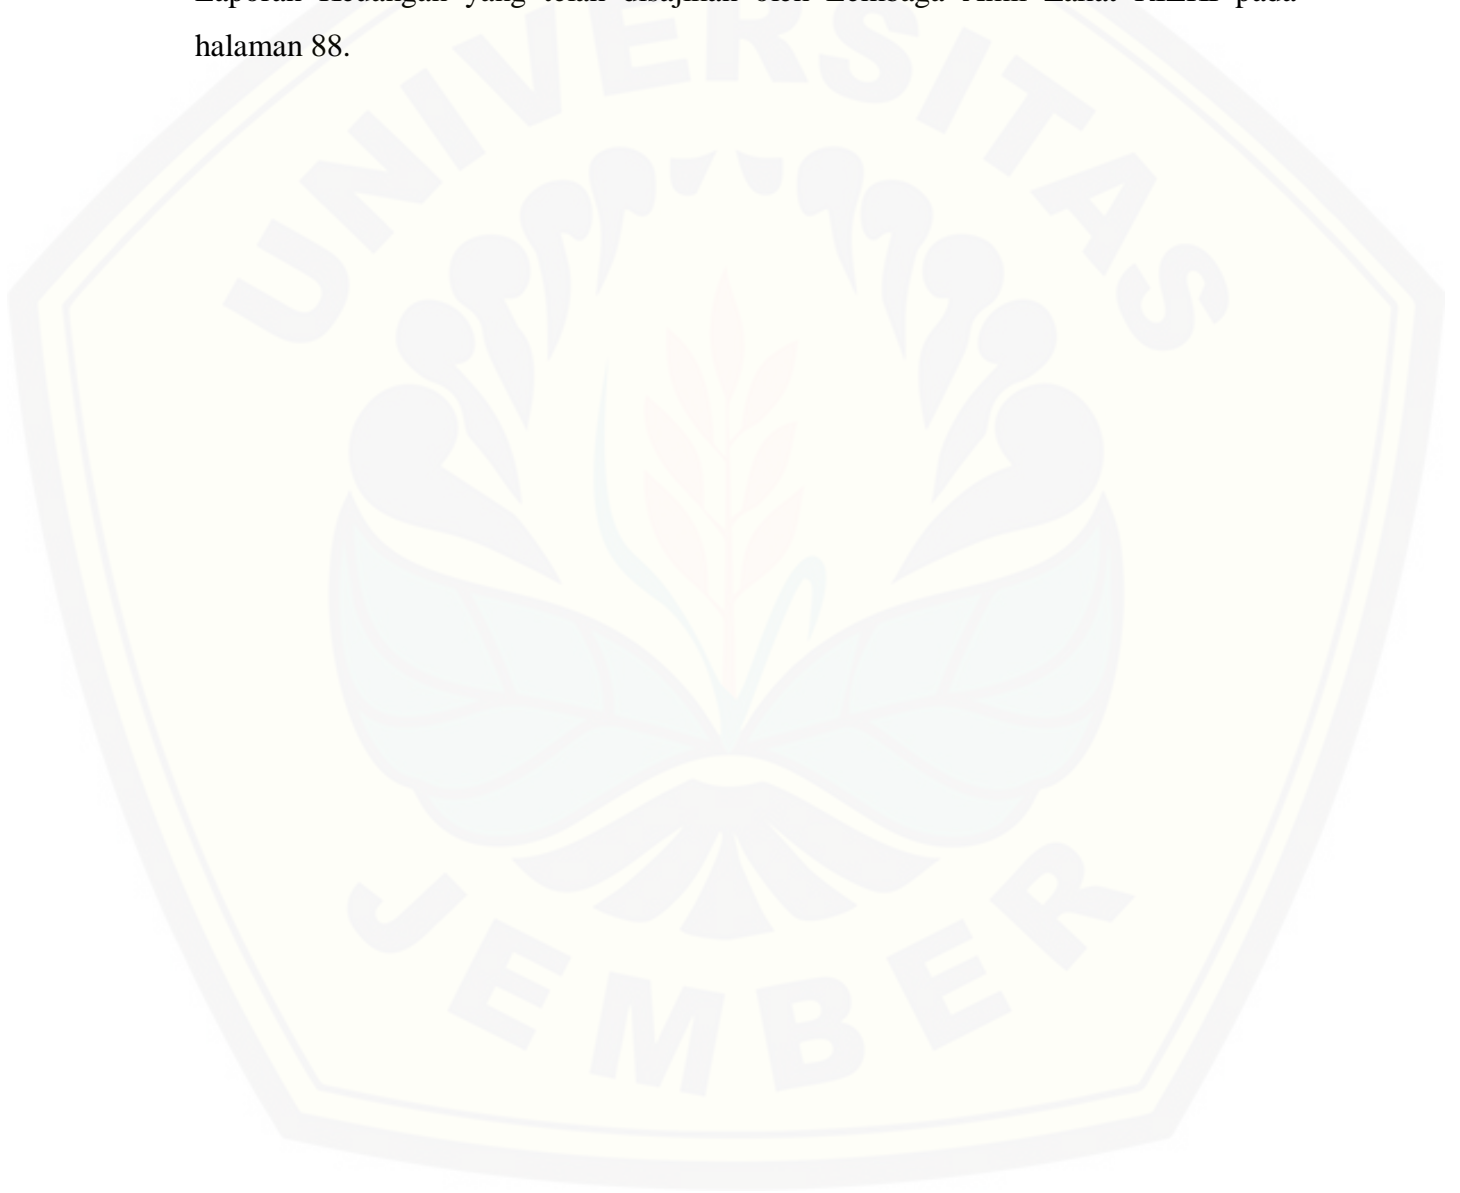 Laporan Keuangan yang telah disajikan oleh Lembaga Amil Zakat pada
halaman 88.
UNIVERSITAS
JEMBER